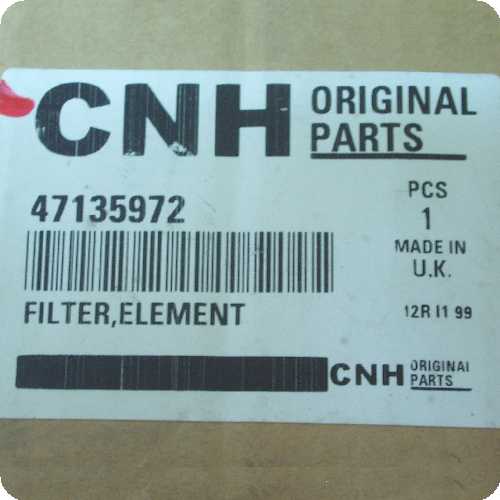 CNH ORIGINAL
PARTS
47135972
PCS
1
MADE IN
U.K.
FILTER,ELEMENT
12R I1 99
CNH ORIGINAL
PARTS